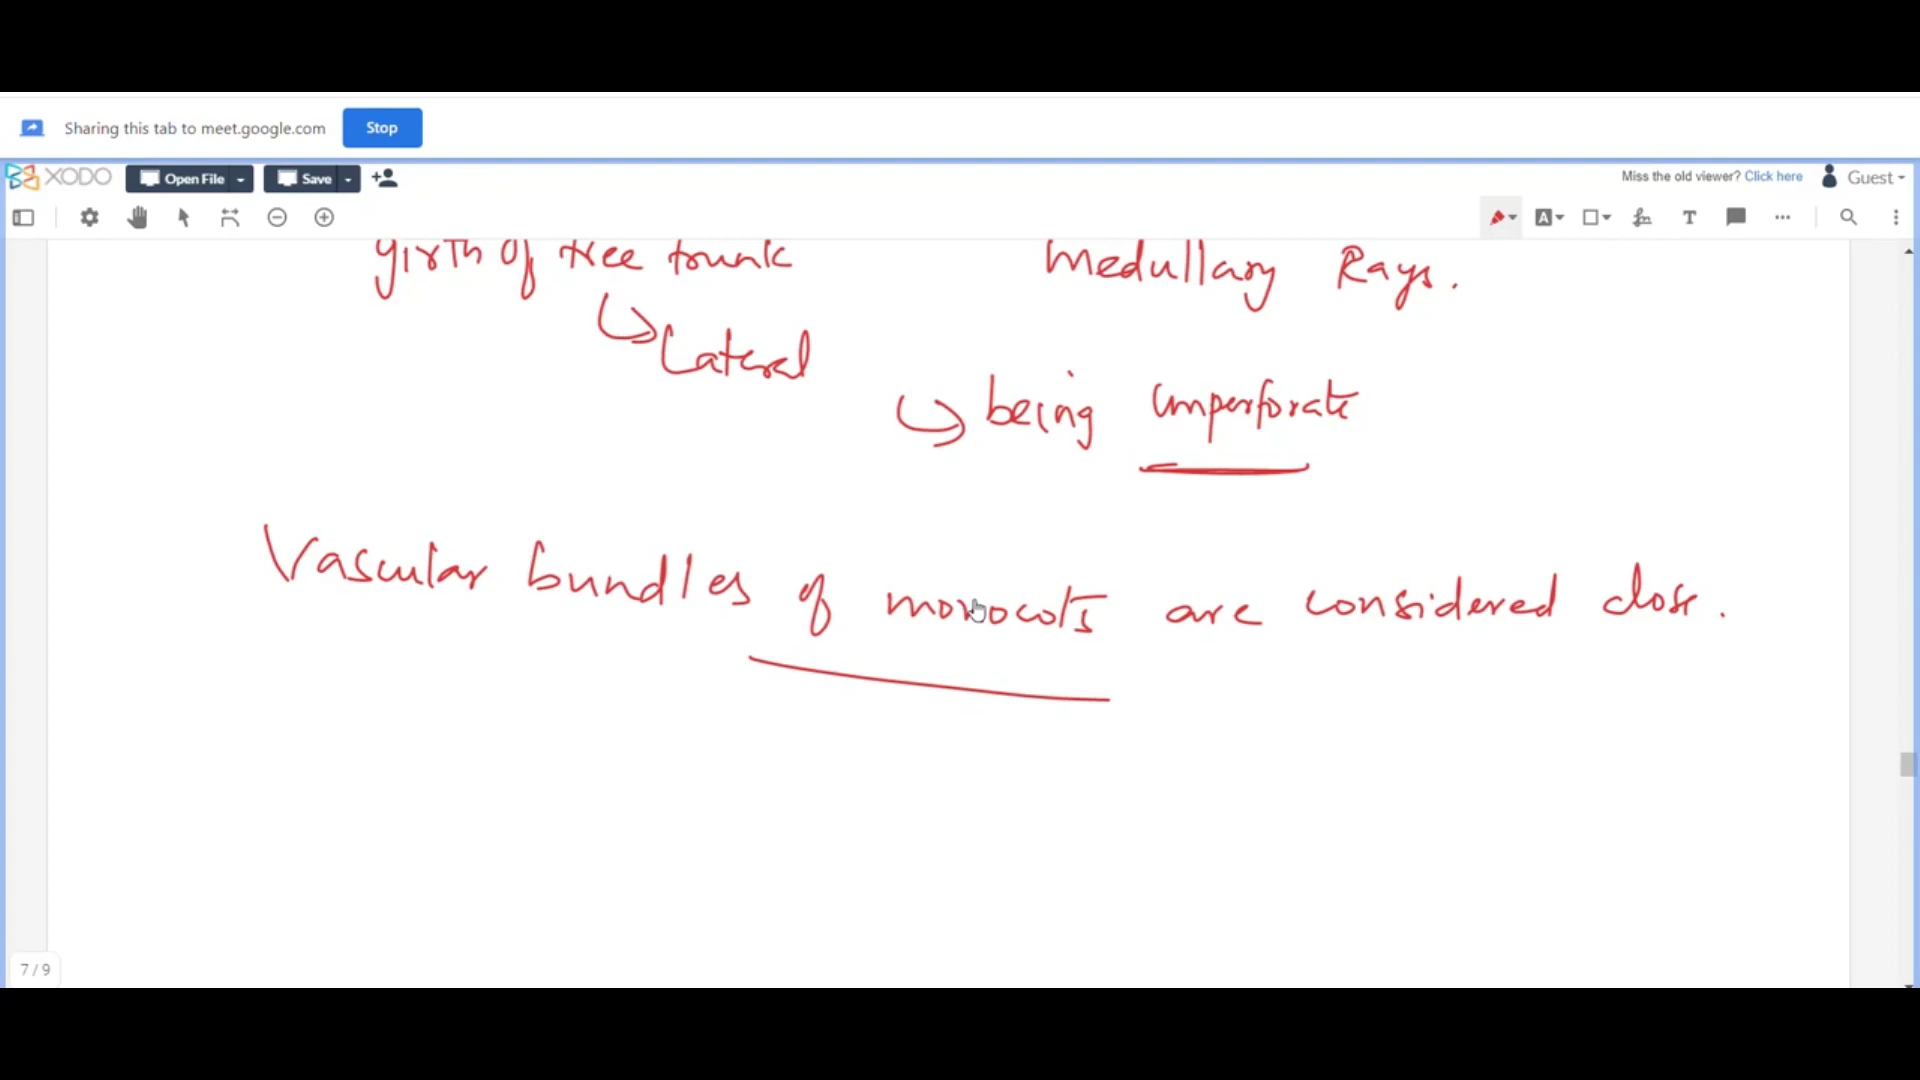 Sharing this tab to meet.google.com Stop
XODO Open File Save Miss the old viewer? Click here Guest
A T
girth of tree trunk medullary Rays.
Lateral
being imperforate
Vascular bundles of monocots are considered close.
7 / 9